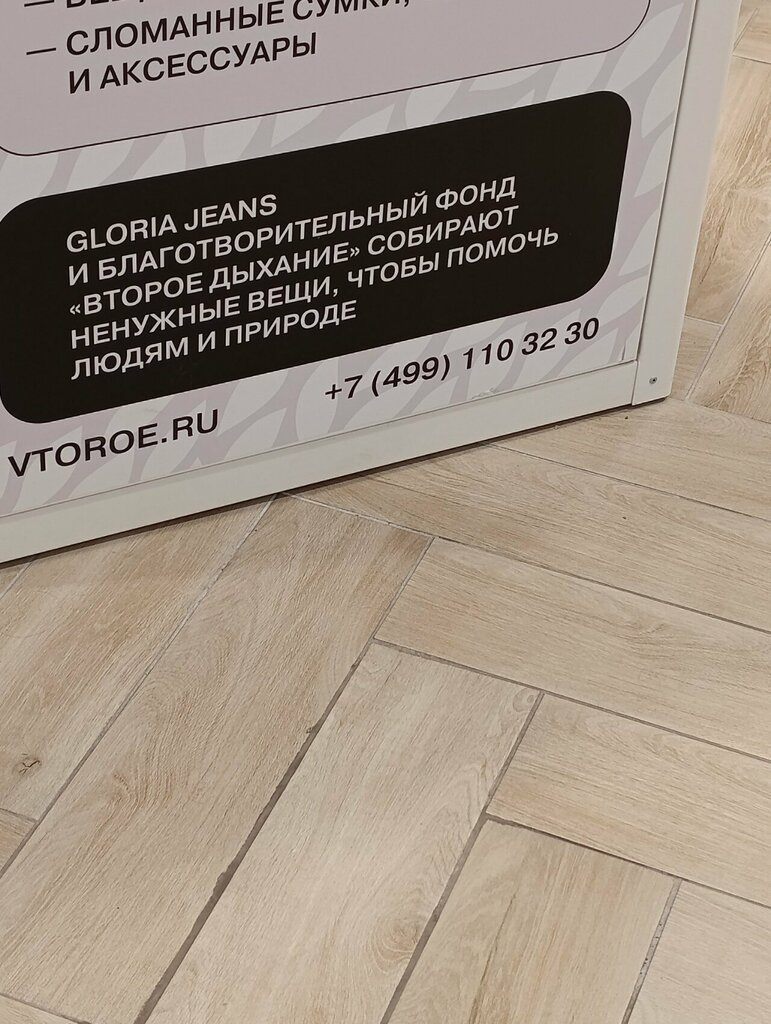 — СЛОМАННЫЕ СУМКИ,
И АКСЕССУАРЫ
GLORIA JEANS
И БЛАГОТВОРИТЕЛЬНЫЙ ФОНД
«ВТОРОЕ ДЫХАНИЕ» СОБИРАЮТ
НЕНУЖНЫЕ ВЕЩИ, ЧТОБЫ ПОМОЧЬ
ЛЮДЯМ И ПРИРОДЕ
VTOROE.RU
+7 (499) 110 32 30